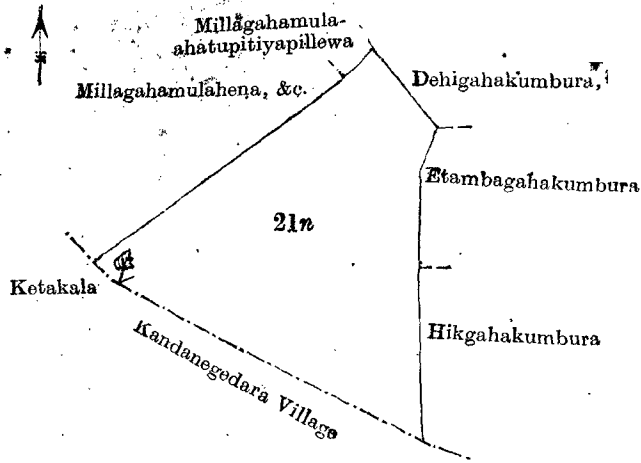 Millagahamula-
ahatupitiyapillewa
Millagahamulahena, &c.
Dehigahakumbura,
Etambagahakumbura
21n
Ketakala
Hikgahakumbura
Kandanegedara Village